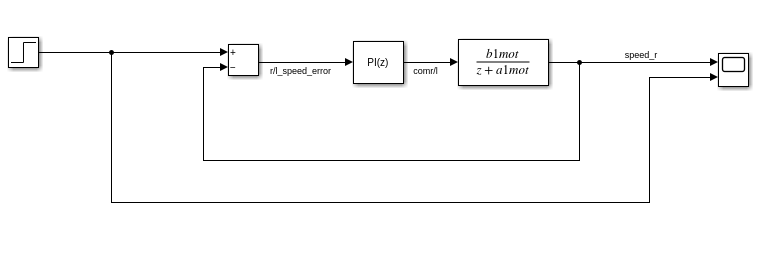 +
−
r/l_speed_error
PI(z)
comr/l
b1mot
z + a1mot
speed_r